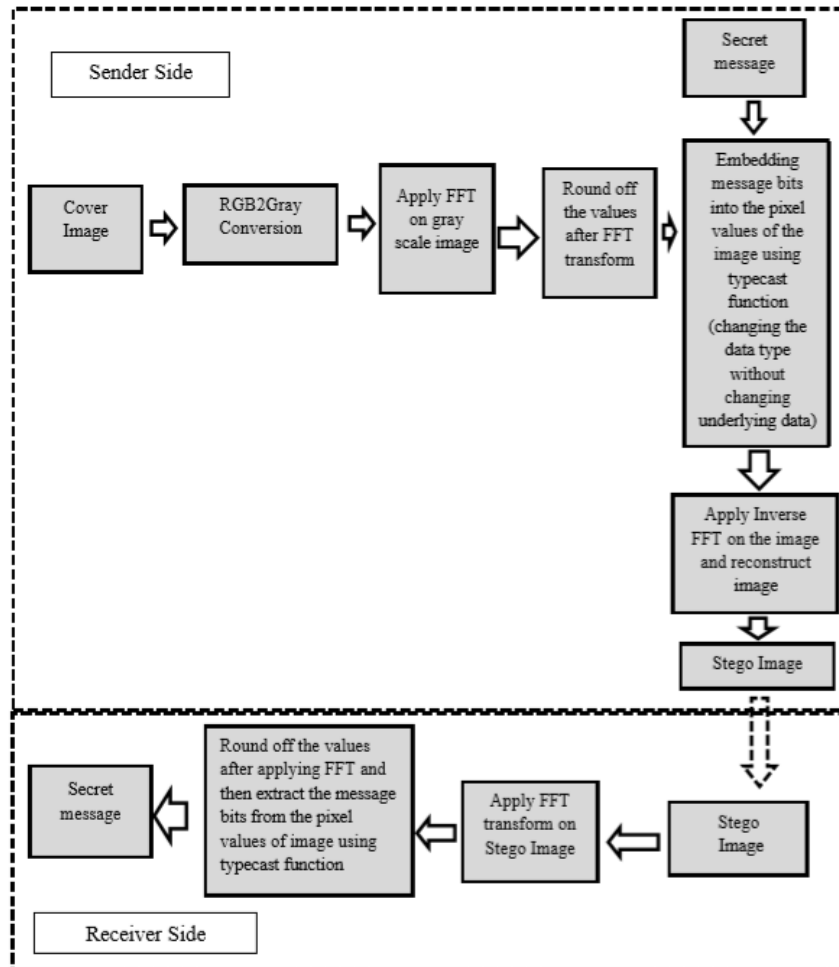 Sender Side
Secret
message
Cover
Image
RGB2Gray
Conversion
Apply FFT
on gray
scale image
Round off
the values
after FFT
transform
Embedding
message bits
into the pixel
values of the
image using
typecast
function
(changing the
data type
without
changing
underlying data)
Apply Inverse
FFT on the image
and reconstruct
image
Stego Image
Stego
Image
Apply FFT
transform on
Stego Image
Round off the values
after applying FFT and
then extract the message
bits from the pixel
values of image using
typecast function
Secret
message
Receiver Side